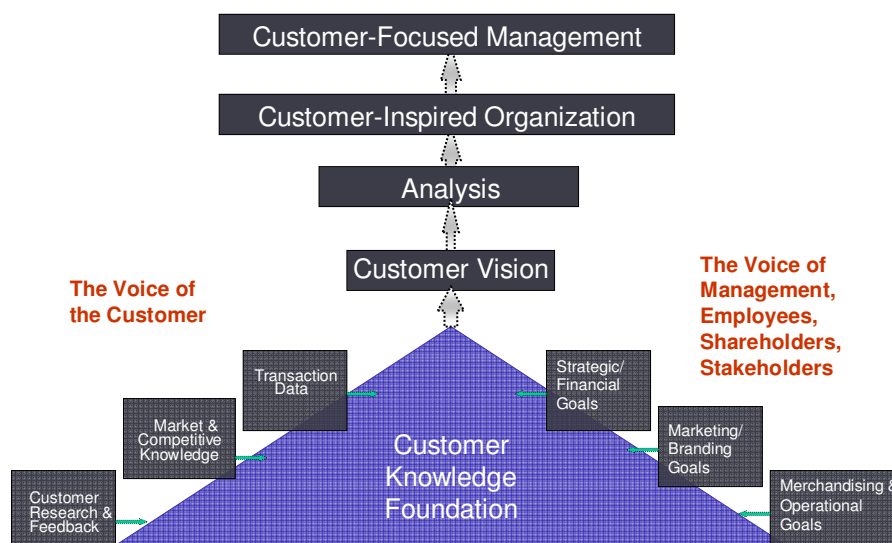 Customer-Focused Management
Customer-Inspired Organization
Analysis
Customer Vision
The Voice of
the Customer
The Voice of
Management,
Employees,
Shareholders,
Stakeholders
Transaction
Data
Market &
Competitive
Knowledge
Customer
Research &
Feedback
Strategic/
Financial
Goals
Marketing/
Branding
Goals
Merchandising &
Operational
Goals
Customer
Knowledge
Foundation